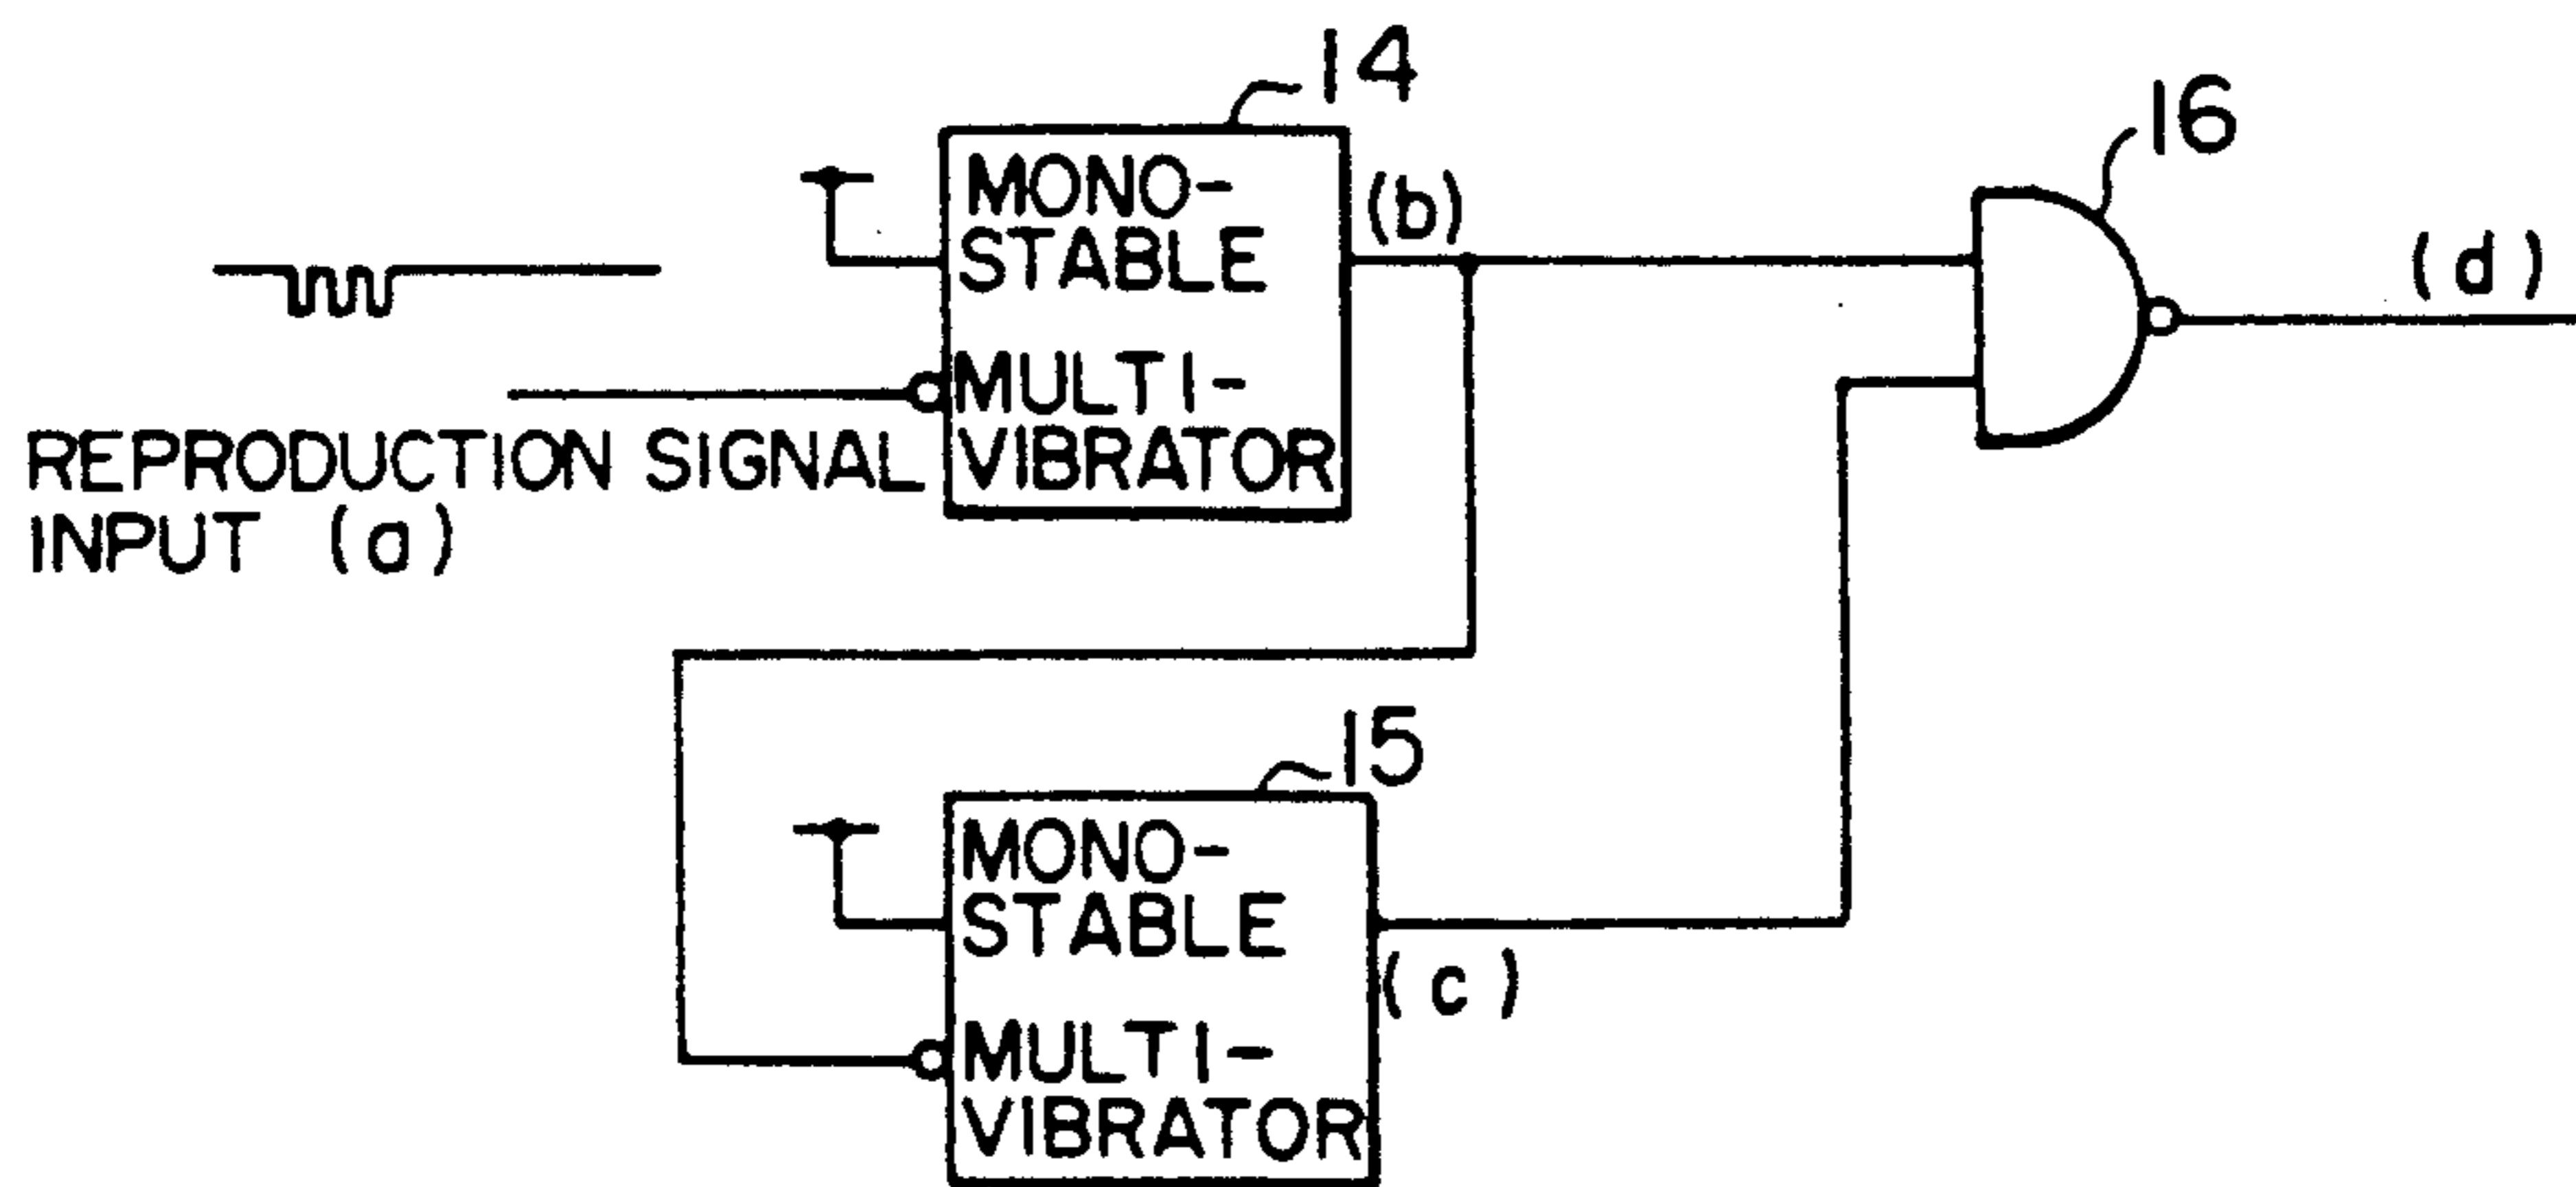 14
MONO-
STABLE
MULTI-
VIBRATOR
(b)
16
(d)
REPRODUCTION SIGNAL
INPUT (a)
15
MONO-
STABLE
MULTI-
VIBRATOR
(c)